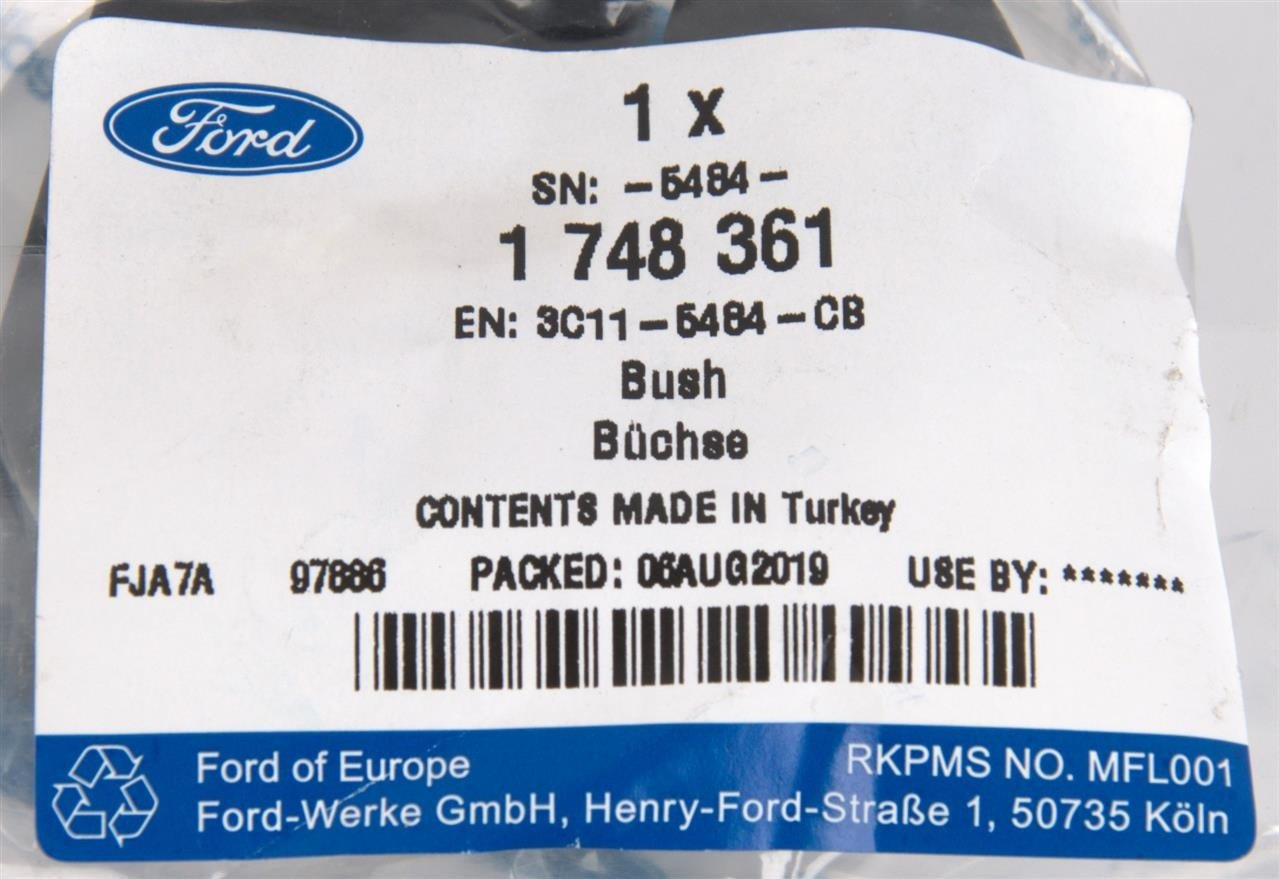 Ford
1 x
SN: -5484-
1 748 361
EN: 3C11-5484-CB
Bush
Büchse
CONTENTS MADE IN Turkey
FJA7A 97886 PACKED: 06AUG2019 USE BY: *******
Ford of Europe RKPMS NO. MFL001
Ford-Werke GmbH, Henry-Ford-Straße 1, 50735 Köln